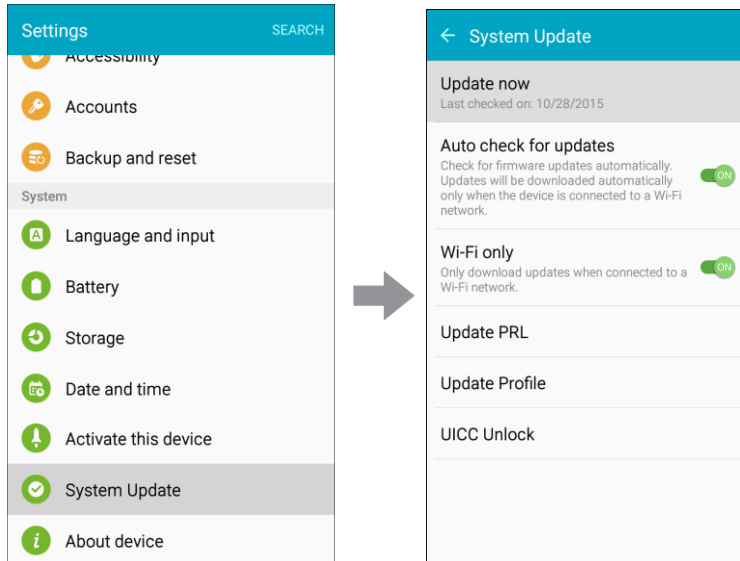 Settings
SEARCH
Accessibility
Accounts
Backup and reset
System
Language and input
Battery
Storage
Date and time
Activate this device
System Update
About device
System Update
Update now
Last checked on: 10/28/2015
Auto check for updates
Check for firmware updates automatically.
Updates will be downloaded automatically
only when the device is connected to a Wi-Fi
network.
ON
Wi-Fi only
Only download updates when connected to a
Wi-Fi network.
ON
Update PRL
Update Profile
UICC Unlock